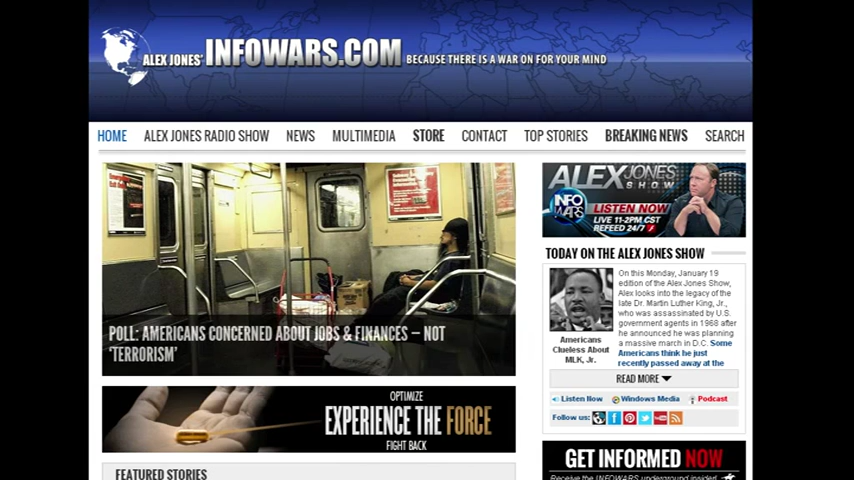 ALEX JONES' INFOWARS.COM BECAUSE THERE IS A WAR ON FOR YOUR MIND
HOME ALEX JONES RADIO SHOW NEWS MULTIMEDIA STORE CONTACT TOP STORIES BREAKING NEWS SEARCH
POLL: AMERICANS CONCERNED ABOUT JOBS & FINANCES – NOT
'TERRORISM'
OPTIMIZE
EXPERIENCE THE FORCE
FIGHT BACK
FEATURED STORIES
ALEX JONES
SHOW
INFO
WARS
LISTEN NOW
LIVE 11-2PM CST
REFEED 24/7
TODAY ON THE ALEX JONES SHOW
Americans
Clueless About
MLK, Jr.
On this Monday, January 19
edition of the Alex Jones Show,
Alex looks into the legacy of the
late Dr. Martin Luther King, Jr.,
who was assassinated by U.S.
government agents in 1968 after
he announced he was planning
a massive march in D.C. Some
Americans think he just
recently passed away at the
READ MORE
Listen Now Windows Media Podcast
Follow us:
GET INFORMED NOW
Receive the INFOWARS underground insider!